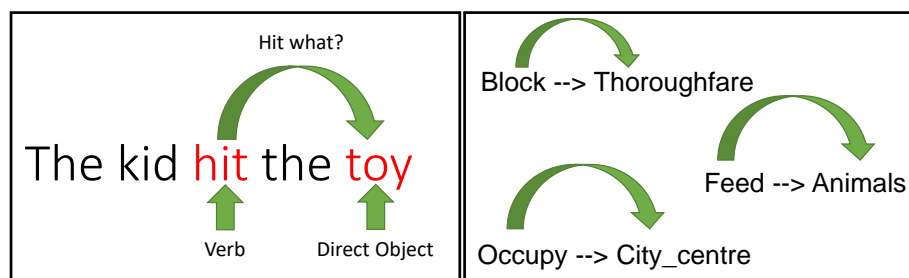 Hit what?
The kid hit the toy
Verb
Direct Object
Block --> Thoroughfare
Feed --> Animals
Occupy --> City_centre